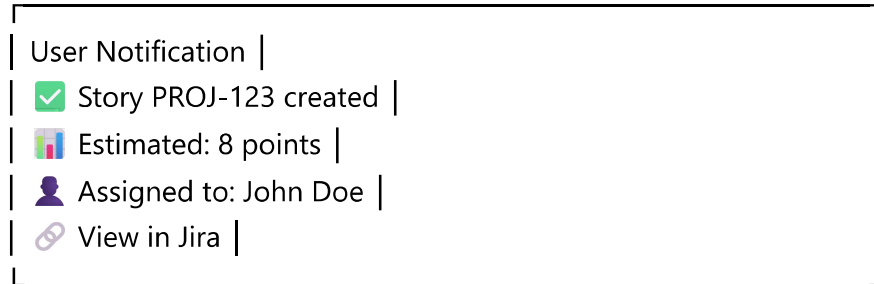 User Notification
✅ Story PROJ-123 created
📊 Estimated: 8 points
👤 Assigned to: John Doe
🔗 View in Jira